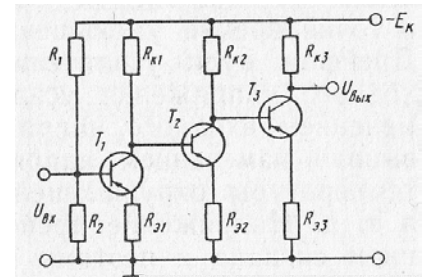 −Eк
R₁ Rк1 Rк2 Rк3
Uвых
T₁ T₂ T₃
Uвх
R₂ Rэ1 Rэ2 Rэ3